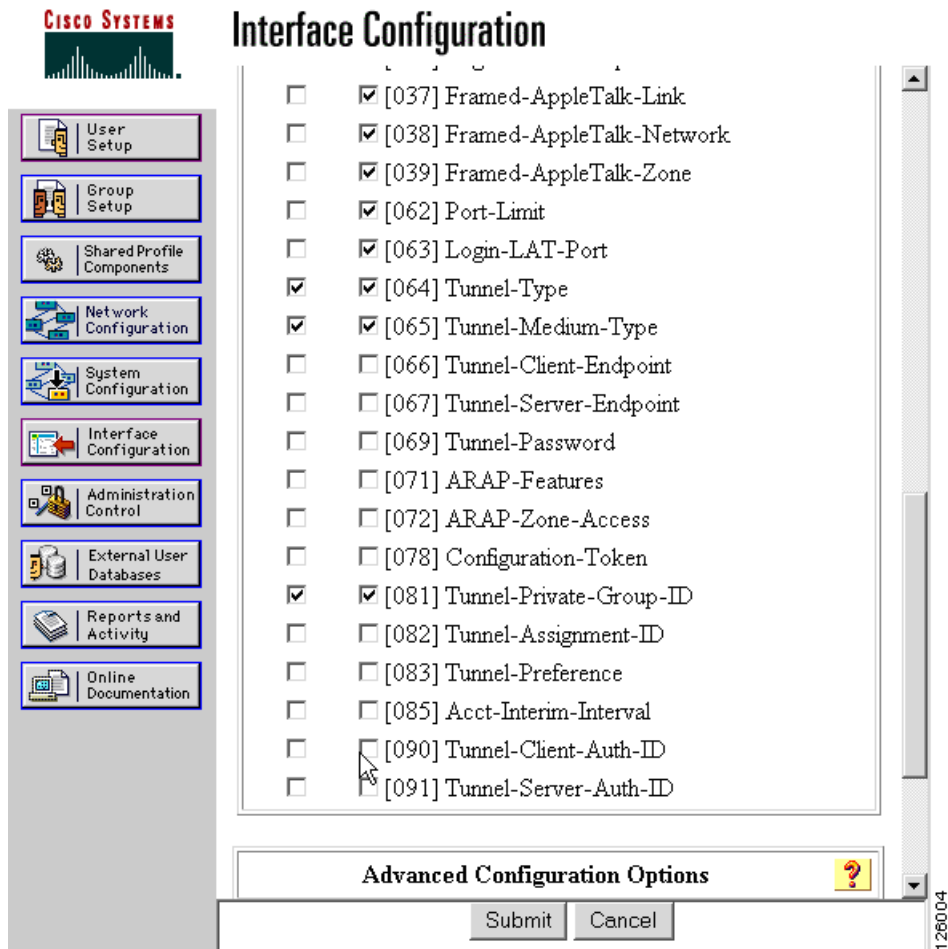 CISCO SYSTEMS
Interface Configuration
User
Setup
Group
Setup
Shared Profile
Components
Network
Configuration
System
Configuration
Interface
Configuration
Administration
Control
External User
Databases
Reports and
Activity
Online
Documentation
[037] Framed-AppleTalk-Link
[038] Framed-AppleTalk-Network
[039] Framed-AppleTalk-Zone
[062] Port-Limit
[063] Login-LAT-Port
[064] Tunnel-Type
[065] Tunnel-Medium-Type
[066] Tunnel-Client-Endpoint
[067] Tunnel-Server-Endpoint
[069] Tunnel-Password
[071] ARAP-Features
[072] ARAP-Zone-Access
[078] Configuration-Token
[081] Tunnel-Private-Group-ID
[082] Tunnel-Assignment-ID
[083] Tunnel-Preference
[085] Acct-Interim-Interval
[090] Tunnel-Client-Auth-ID
[091] Tunnel-Server-Auth-ID
Advanced Configuration Options
?
Submit
Cancel
126004